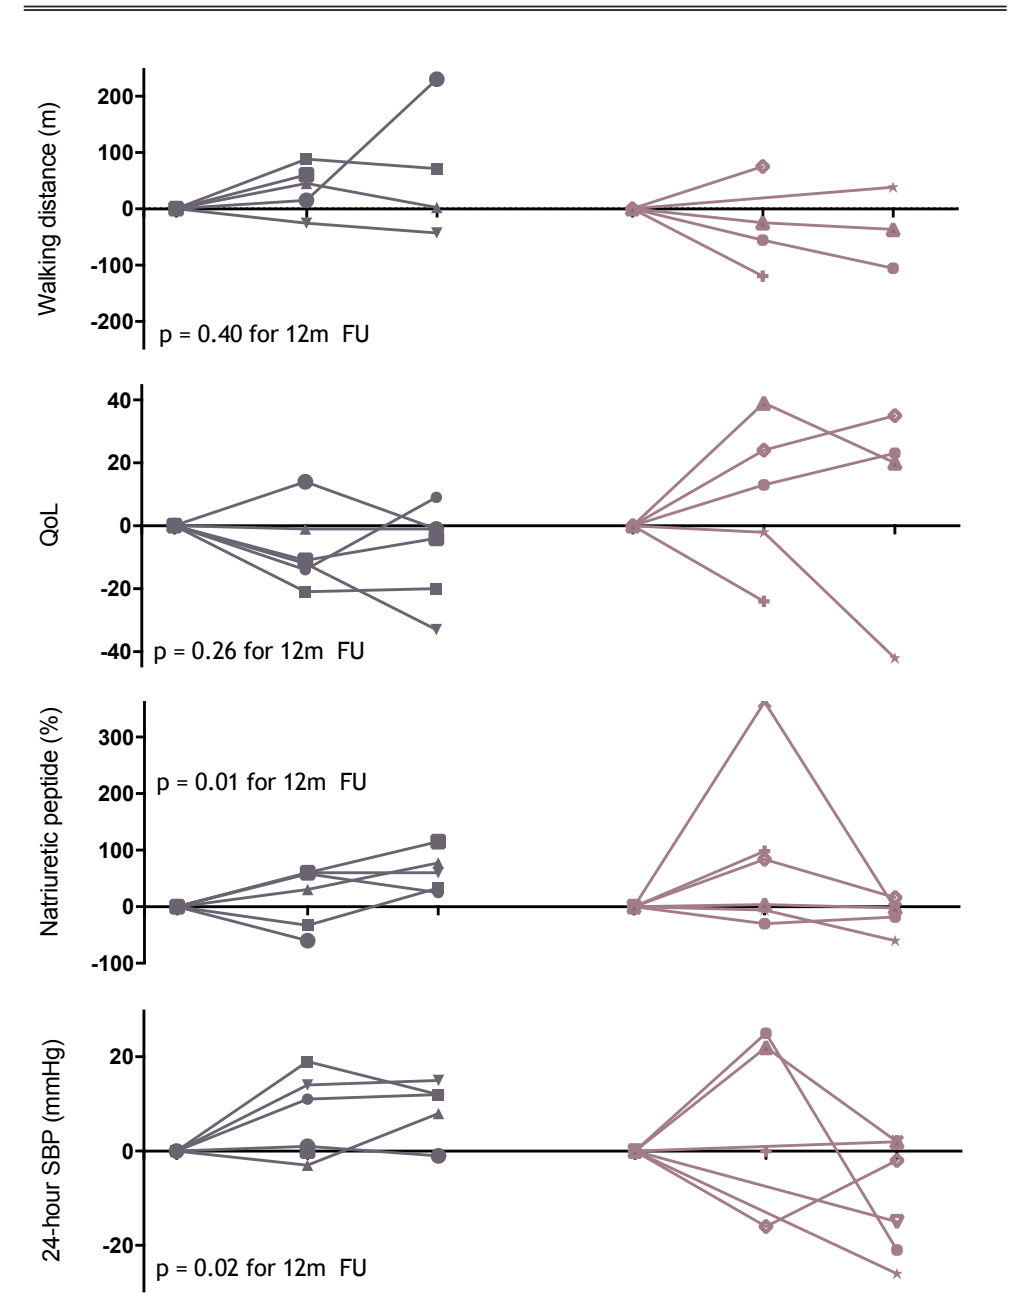 Walking distance (m)
200
100
0
-100
-200
p = 0.40 for 12m FU
QoL
40
20
0
-20
-40
p = 0.26 for 12m FU
Natriuretic peptide (%)
300
200
100
0
-100
p = 0.01 for 12m FU
24-hour SBP (mmHg)
20
0
-20
p = 0.02 for 12m FU